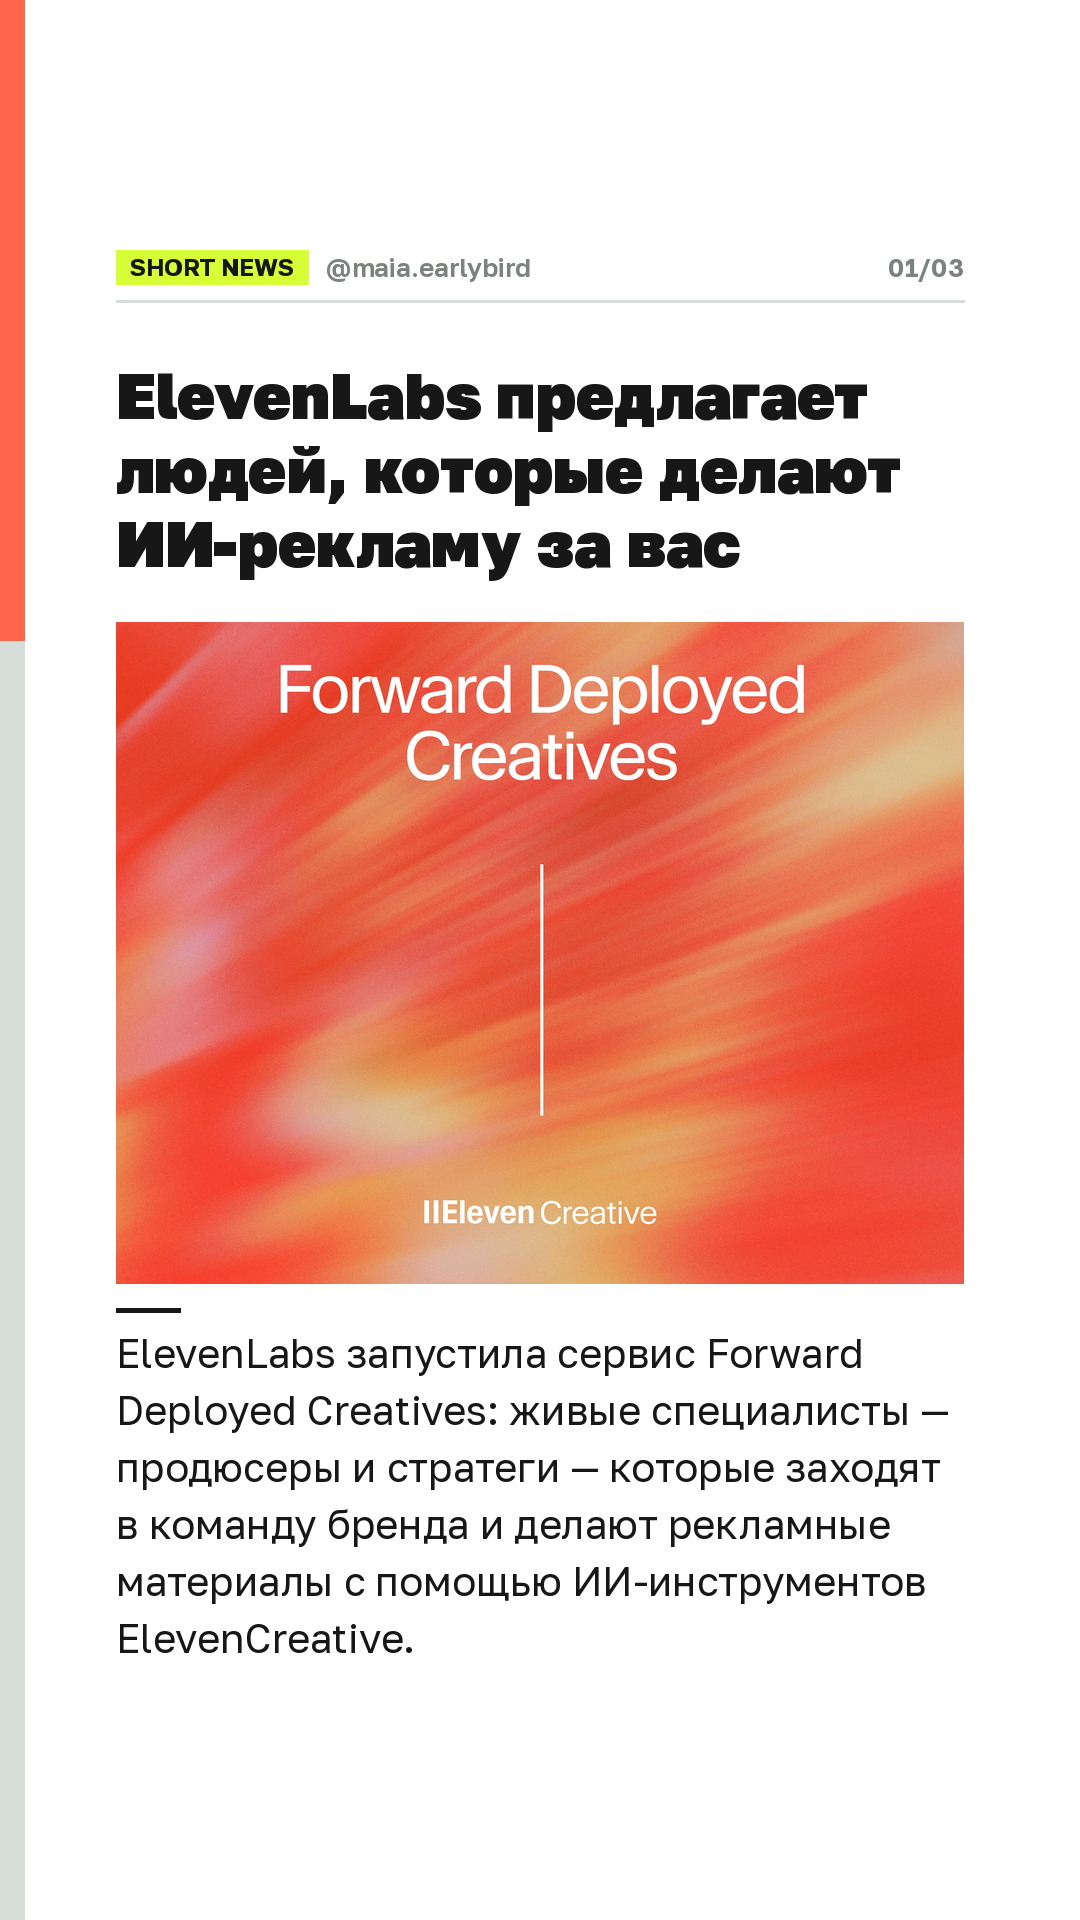 SHORT NEWS @maia.earlybird 01/03
ElevenLabs предлагает
людей, которые делают
ИИ-рекламу за вас
Forward Deployed
Creatives
IIEleven Creative
ElevenLabs запустила сервис Forward
Deployed Creatives: живые специалисты —
продюсеры и стратеги — которые заходят
в команду бренда и делают рекламные
материалы с помощью ИИ-инструментов
ElevenCreative.